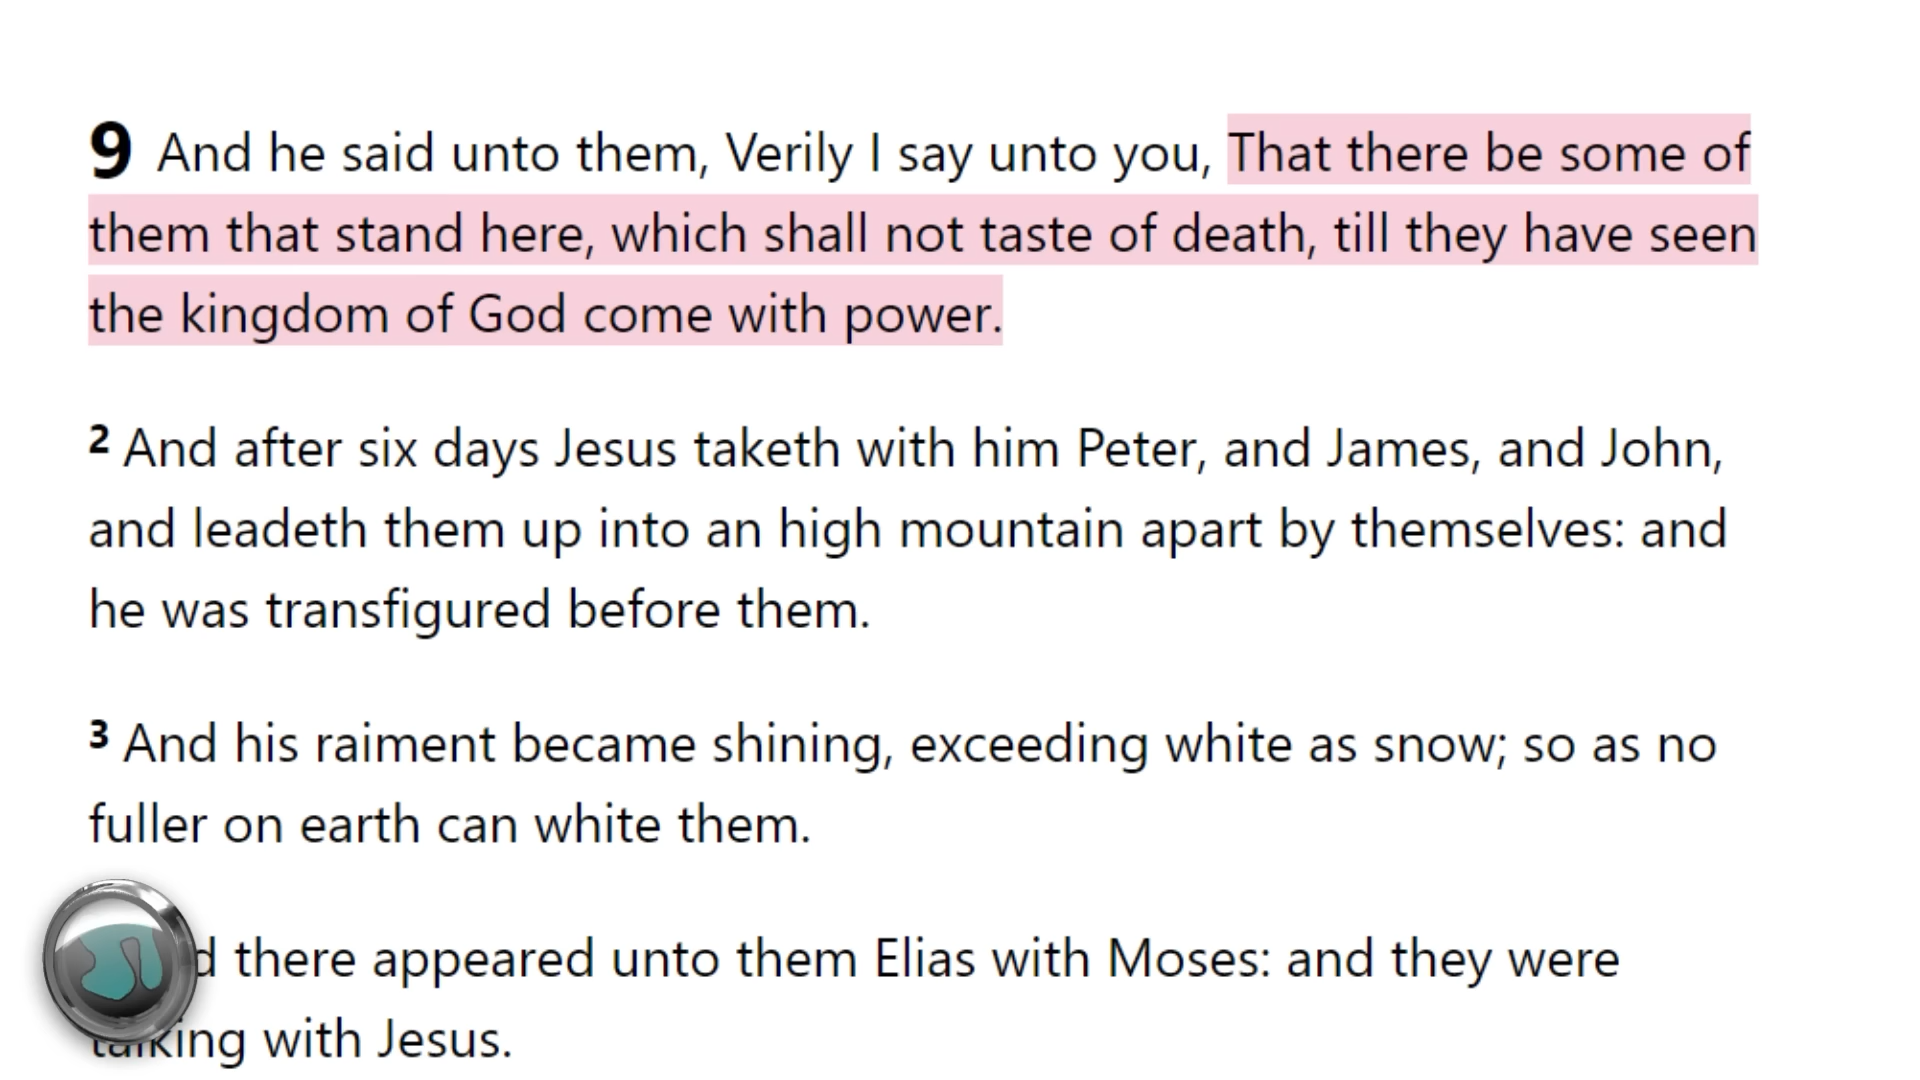 9 And he said unto them, Verily I say unto you, That there be some of
them that stand here, which shall not taste of death, till they have seen
the kingdom of God come with power.
2 And after six days Jesus taketh with him Peter, and James, and John,
and leadeth them up into an high mountain apart by themselves: and
he was transfigured before them.
3 And his raiment became shining, exceeding white as snow; so as no
fuller on earth can white them.
there appeared unto them Elias with Moses: and they were
talking with Jesus.